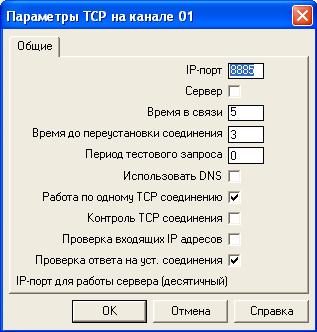 Параметры TCP на канале 01
Общие
IP-порт 8885
Сервер
Время в связи 5
Время до переустановки соединения 3
Период тестового запроса 0
Использовать DNS
Работа по одному TCP соединению
Контроль TCP соединения
Проверка входящих IP адресов
Проверка ответа на уст. соединения
IP-порт для работы сервера (десятичный)
OK Отмена Справка